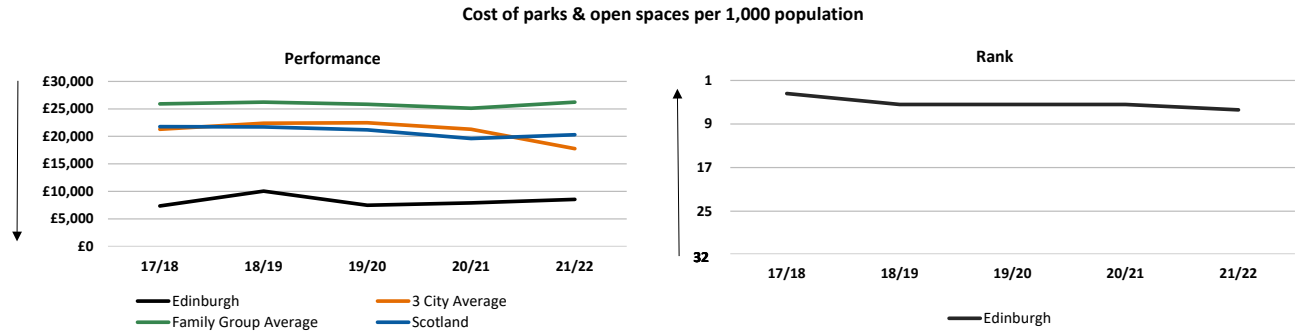 Cost of parks & open spaces per 1,000 population
Performance
£30,000
£25,000
£20,000
£15,000
£10,000
£5,000
£0
17/18 18/19 19/20 20/21 21/22
Edinburgh 3 City Average
Family Group Average Scotland
Rank
1
9
17
25
32
17/18 18/19 19/20 20/21 21/22
Edinburgh